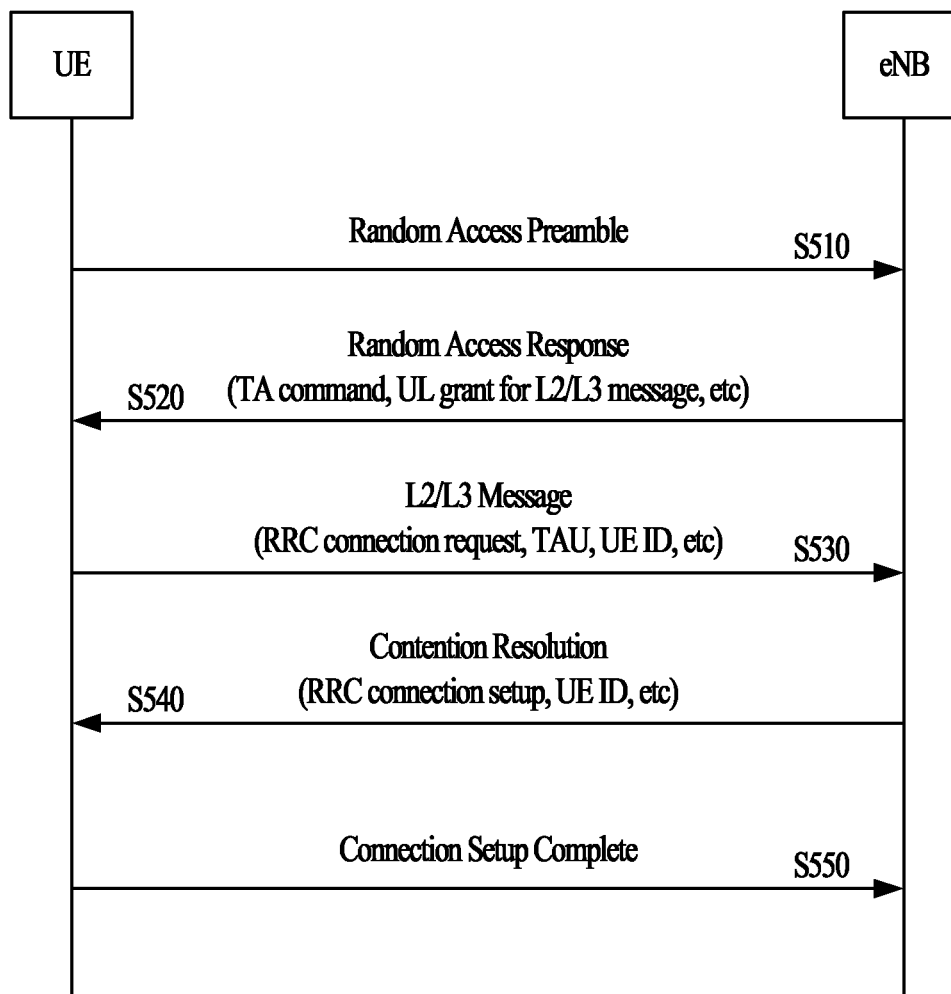 UE
eNB
Random Access Preamble
S510
Random Access Response
(TA command, UL grant for L2/L3 message, etc)
S520
L2/L3 Message
(RRC connection request, TAU, UE ID, etc)
S530
Contention Resolution
(RRC connection setup, UE ID, etc)
S540
Connection Setup Complete
S550